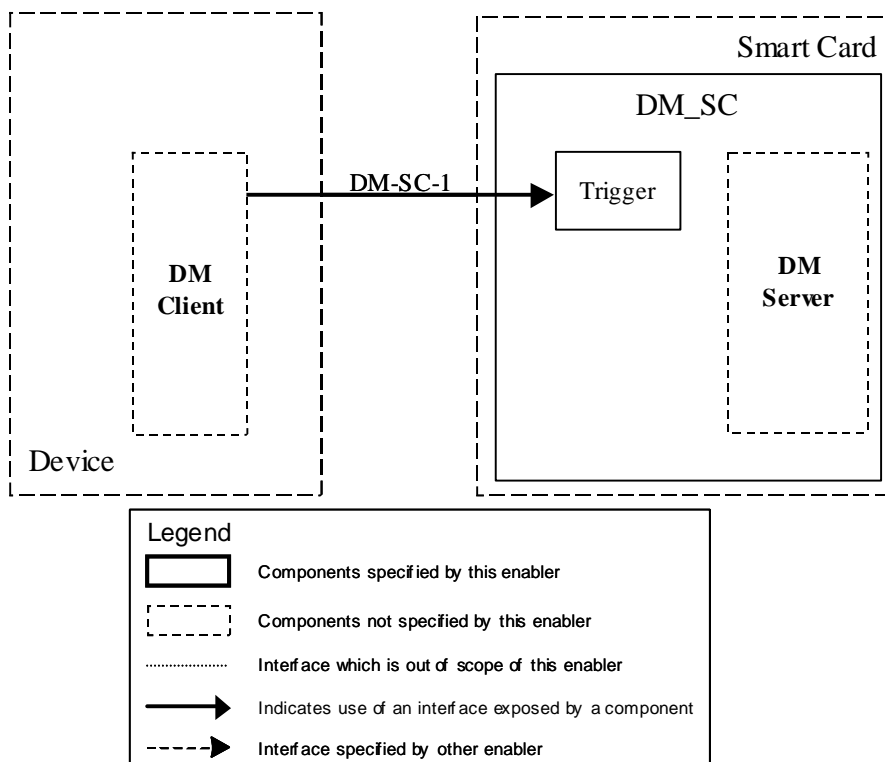 Smart Card
DM_SC
DM-SC-1
Trigger
DM
Client
DM
Server
Device
Legend
Components specified by this enabler
Components not specified by this enabler
Interface which is out of scope of this enabler
Indicates use of an interface exposed by a component
Interface specified by other enabler